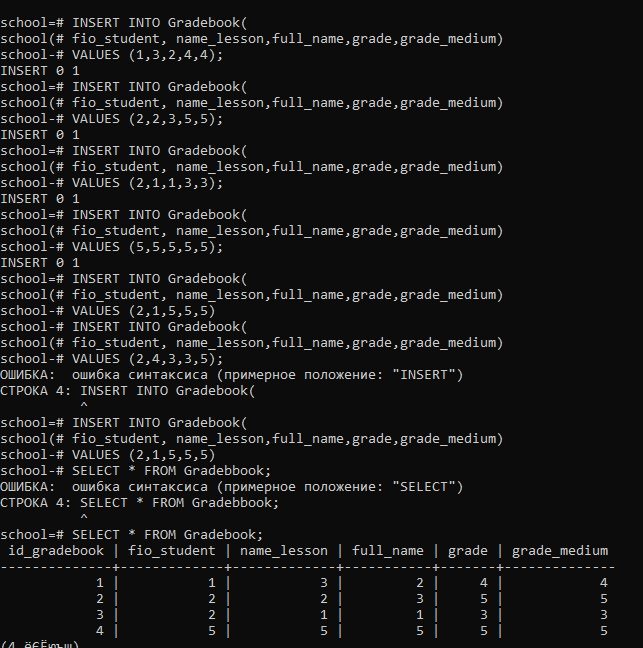 school=# INSERT INTO Gradebook(
school(# fio_student, name_lesson,full_name,grade,grade_medium)
school-# VALUES (1,3,2,4,4);
INSERT 0 1
school=# INSERT INTO Gradebook(
school(# fio_student, name_lesson,full_name,grade,grade_medium)
school-# VALUES (2,2,3,5,5);
INSERT 0 1
school=# INSERT INTO Gradebook(
school(# fio_student, name_lesson,full_name,grade,grade_medium)
school-# VALUES (2,1,1,3,3);
INSERT 0 1
school=# INSERT INTO Gradebook(
school(# fio_student, name_lesson,full_name,grade,grade_medium)
school-# VALUES (5,5,5,5,5);
INSERT 0 1
school=# INSERT INTO Gradebook(
school(# fio_student, name_lesson,full_name,grade,grade_medium)
school-# VALUES (2,1,5,5,5)
school-# INSERT INTO Gradebook(
school(# fio_student, name_lesson,full_name,grade,grade_medium)
school-# VALUES (2,4,3,3,5);
ОШИБКА:  ошибка синтаксиса (примерное положение: "INSERT")
СТРОКА 4: INSERT INTO Gradebook(
          ^
school=# INSERT INTO Gradebook(
school(# fio_student, name_lesson,full_name,grade,grade_medium)
school-# VALUES (2,1,5,5,5)
school-# SELECT * FROM Gradebbook;
ОШИБКА:  ошибка синтаксиса (примерное положение: "SELECT")
СТРОКА 4: SELECT * FROM Gradebbook;
          ^
school=# SELECT * FROM Gradebook;
 id_gradebook | fio_student | name_lesson | full_name | grade | grade_medium
--------------+-------------+-------------+-----------+-------+--------------
            1 |           1 |           3 |         2 |     4 |            4
            2 |           2 |           2 |         3 |     5 |            5
            3 |           2 |           1 |         1 |     3 |            3
            4 |           5 |           5 |         5 |     5 |            5
(4